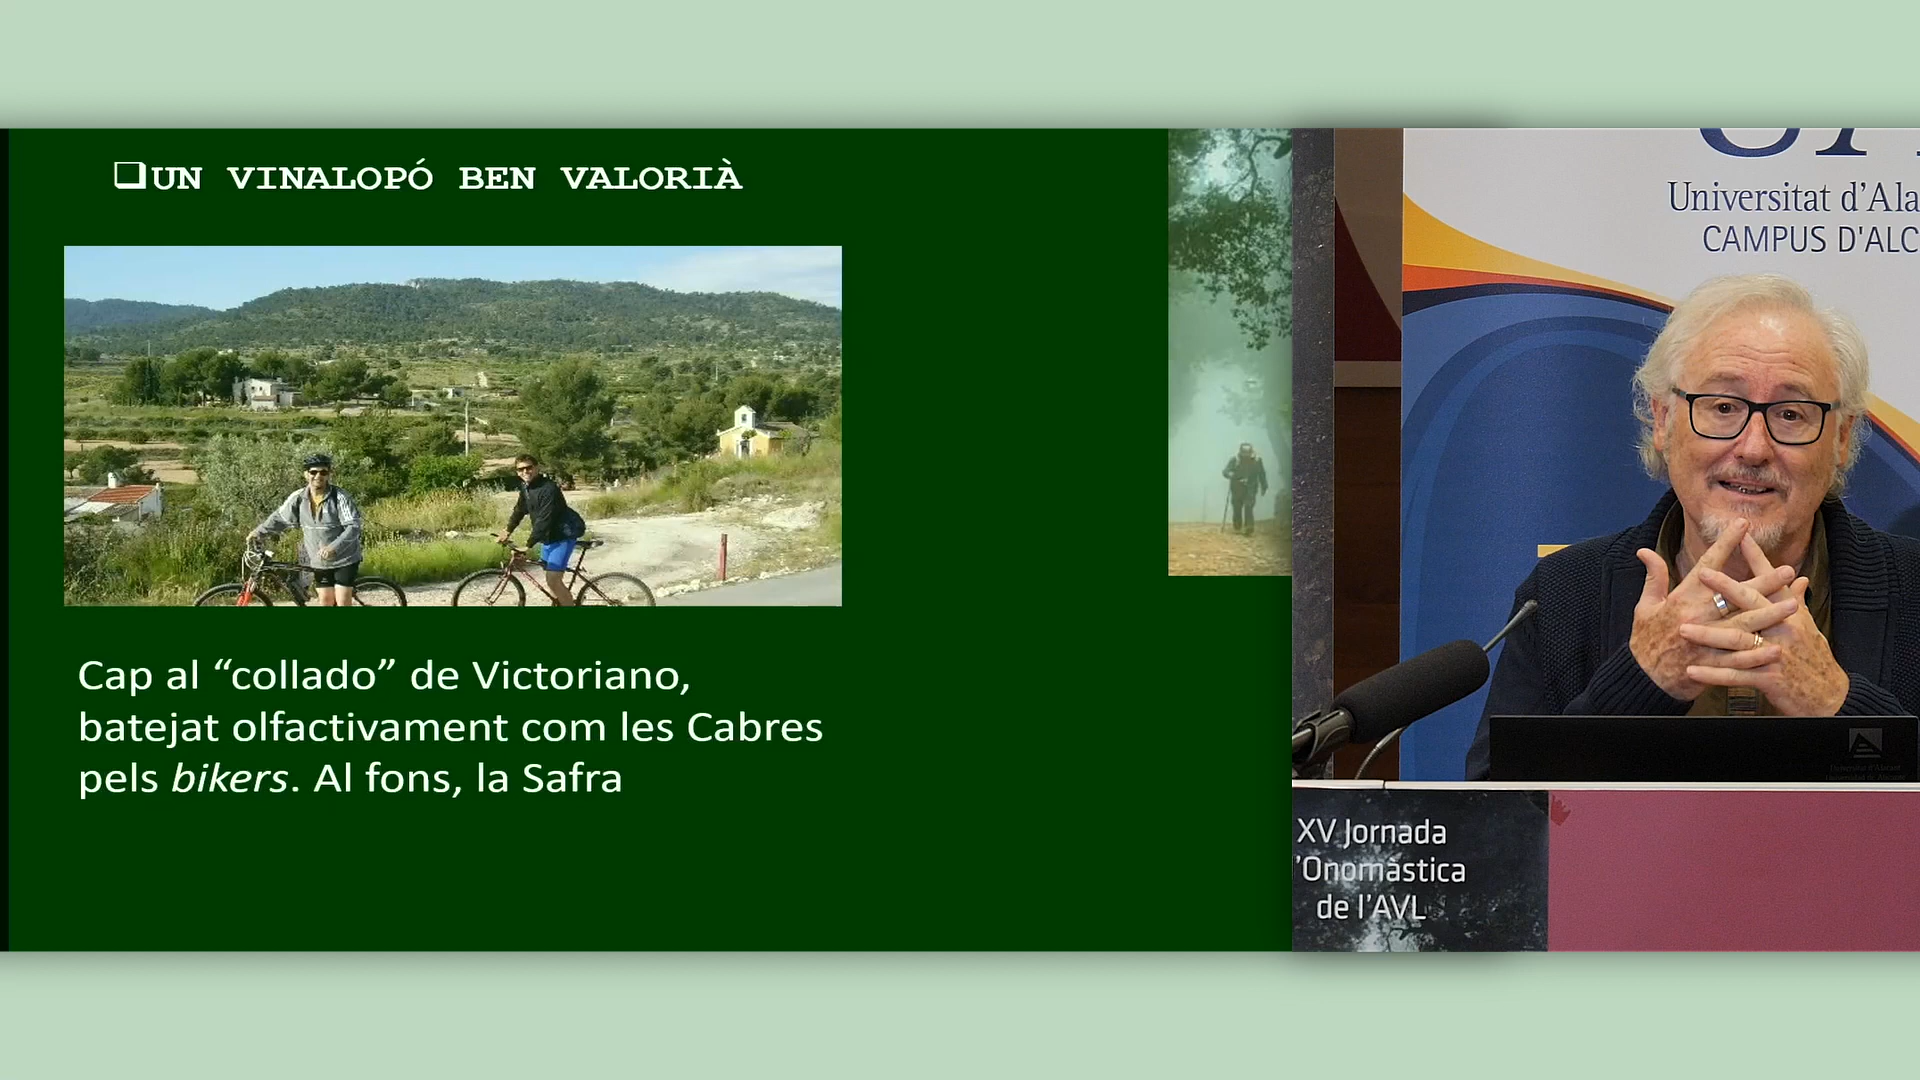 ❑UN VINALOPÓ BEN VALORIÀ
Cap al “collado” de Victoriano,
batejat olfactivament com les Cabres
pels bikers. Al fons, la Safra
Universitat d'Ala
CAMPUS D'ALC
XV Jornada
'Onomàstica
de l'AVL